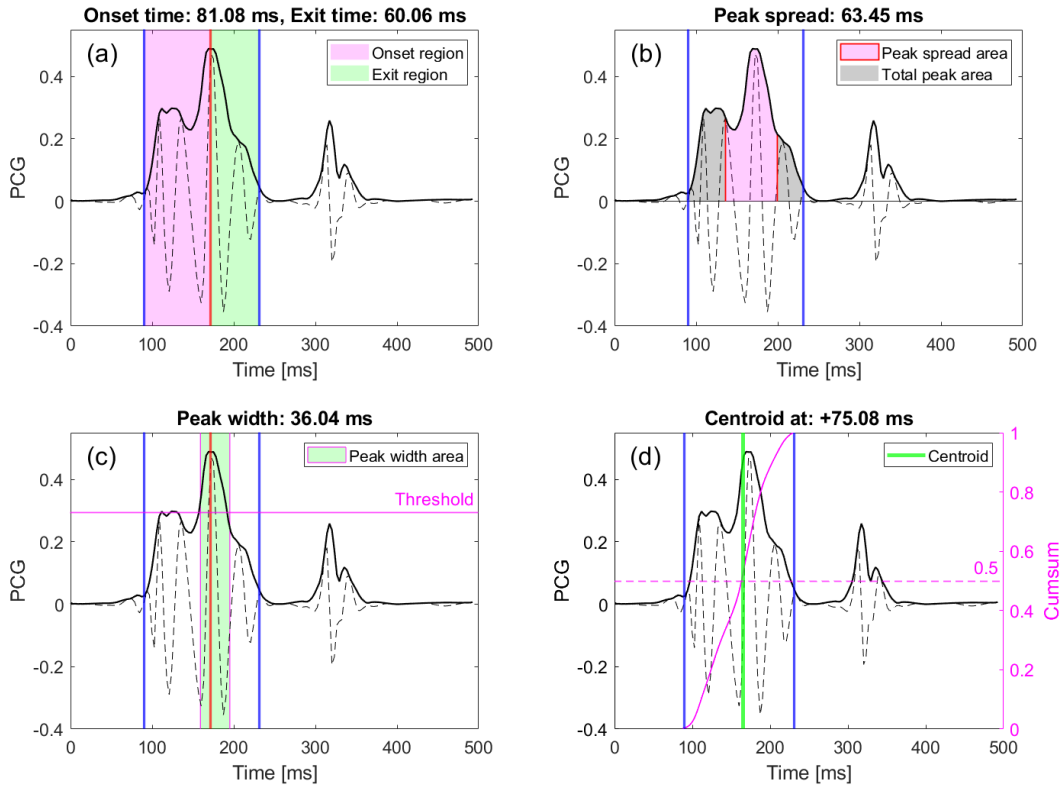 Onset time: 81.08 ms, Exit time: 60.06 ms
(a)
Onset region
Exit region
PCG
0.4
0.2
0
-0.2
-0.4
0 100 200 300 400 500
Time [ms]
Peak spread: 63.45 ms
(b)
Peak spread area
Total peak area
PCG
0.4
0.2
0
-0.2
-0.4
0 100 200 300 400 500
Time [ms]
Peak width: 36.04 ms
(c)
Peak width area
Threshold
PCG
0.4
0.2
0
-0.2
-0.4
0 100 200 300 400 500
Time [ms]
Centroid at: +75.08 ms
(d)
Centroid
0.5
PCG
0.4
0.2
0
-0.2
-0.4
1
0.8
0.6
0.4
0.2
0
Cumsum
0 100 200 300 400 500
Time [ms]